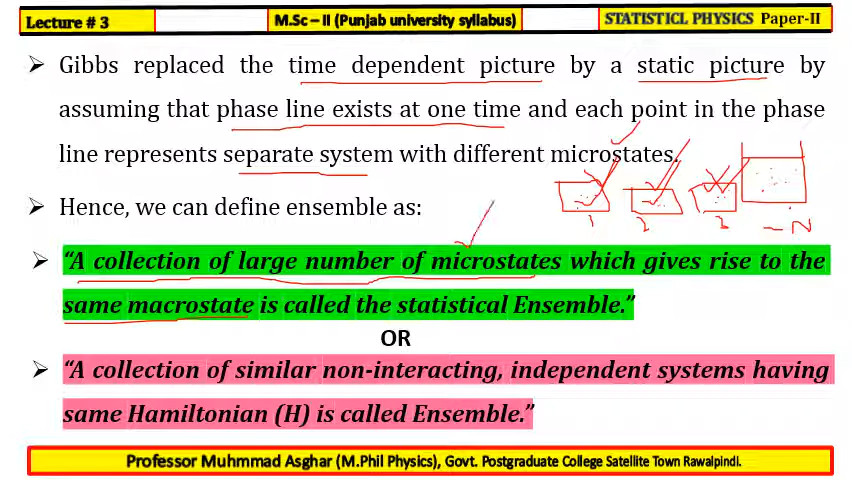 Lecture # 3
M.Sc – II (Punjab university syllabus)
STATISTICL PHYSICS Paper-II
➢ Gibbs replaced the time dependent picture by a static picture by
assuming that phase line exists at one time and each point in the phase
line represents separate system with different microstates.
1 2 3 – N
➢ Hence, we can define ensemble as:
➢ “A collection of large number of microstates which gives rise to the
same macrostate is called the statistical Ensemble.”
OR
➢ “A collection of similar non-interacting, independent systems having
same Hamiltonian (H) is called Ensemble.”
Professor Muhmmad Asghar (M.Phil Physics), Govt. Postgraduate College Satellite Town Rawalpindi.